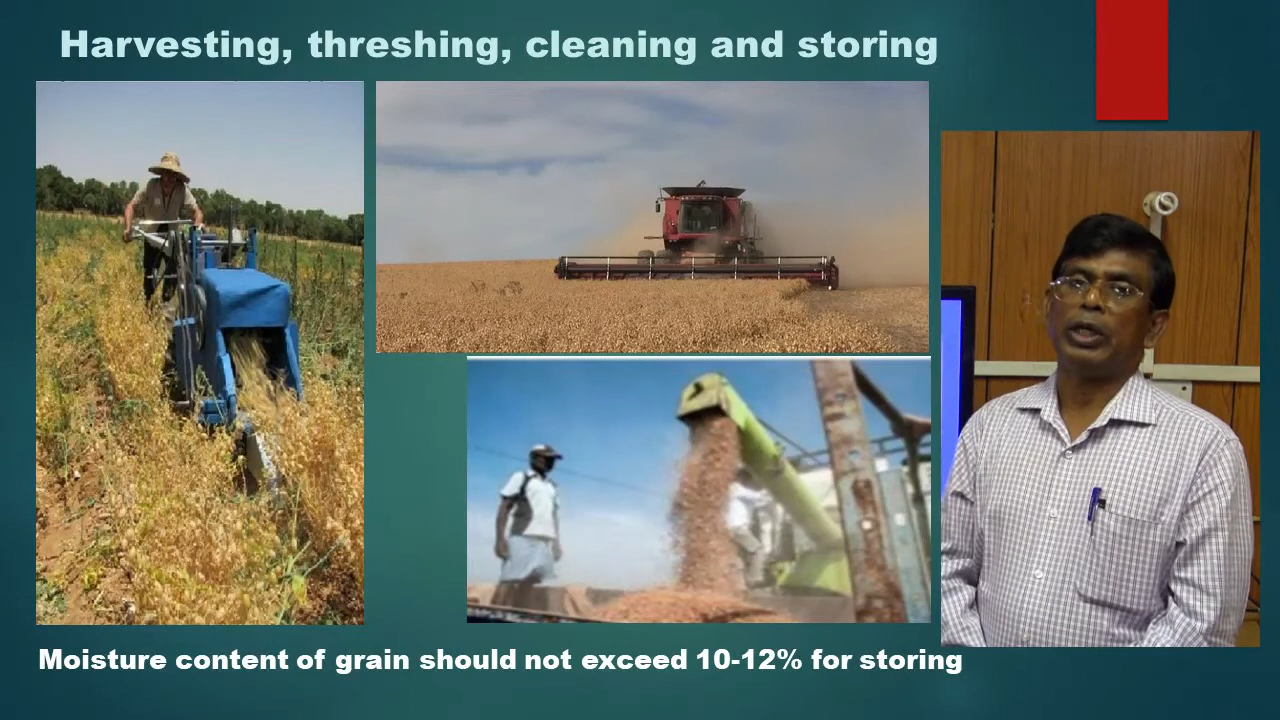 Harvesting, threshing, cleaning and storing
Moisture content of grain should not exceed 10-12% for storing